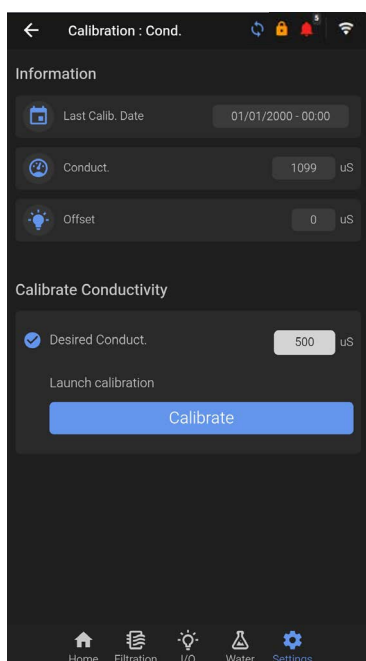 Calibration : Cond.
5
Information
Last Calib. Date 01/01/2000 - 00:00
Conduct. 1099 uS
Offset 0 uS
Calibrate Conductivity
Desired Conduct. 500 uS
Launch calibration
Calibrate
Home Filtration I/O Water Settings